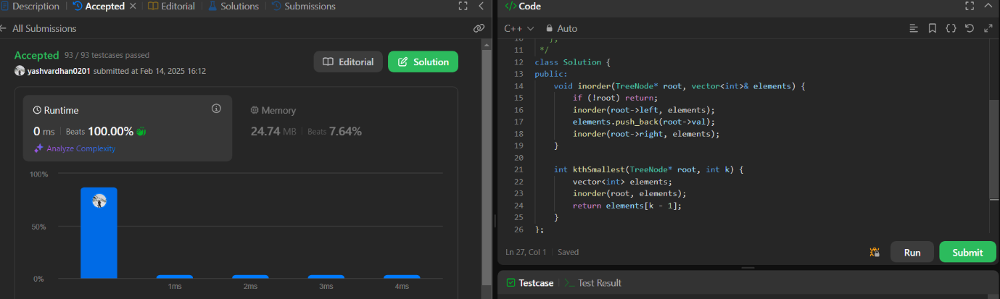 Description
Accepted
Editorial
Solutions
Submissions
All Submissions
Accepted 93 / 93 testcases passed
yashvardhan0201 submitted at Feb 14, 2025 16:12
Editorial
Solution
Runtime
0 ms | Beats 100.00%
Analyze Complexity
Memory
24.74 MB | Beats 7.64%
100%
50%
0%
1ms
2ms
3ms
4ms
</> Code
C++
Auto
10 };
11 */
12 class Solution {
13 public:
14 void inorder(TreeNode* root, vector<int>& elements) {
15 if (!root) return;
16 inorder(root->left, elements);
17 elements.push_back(root->val);
18 inorder(root->right, elements);
19 }
20
21 int kthSmallest(TreeNode* root, int k) {
22 vector<int> elements;
23 inorder(root, elements);
24 return elements[k - 1];
25 }
26 };
Ln 27, Col 1 | Saved
Run
Submit
Testcase
Test Result